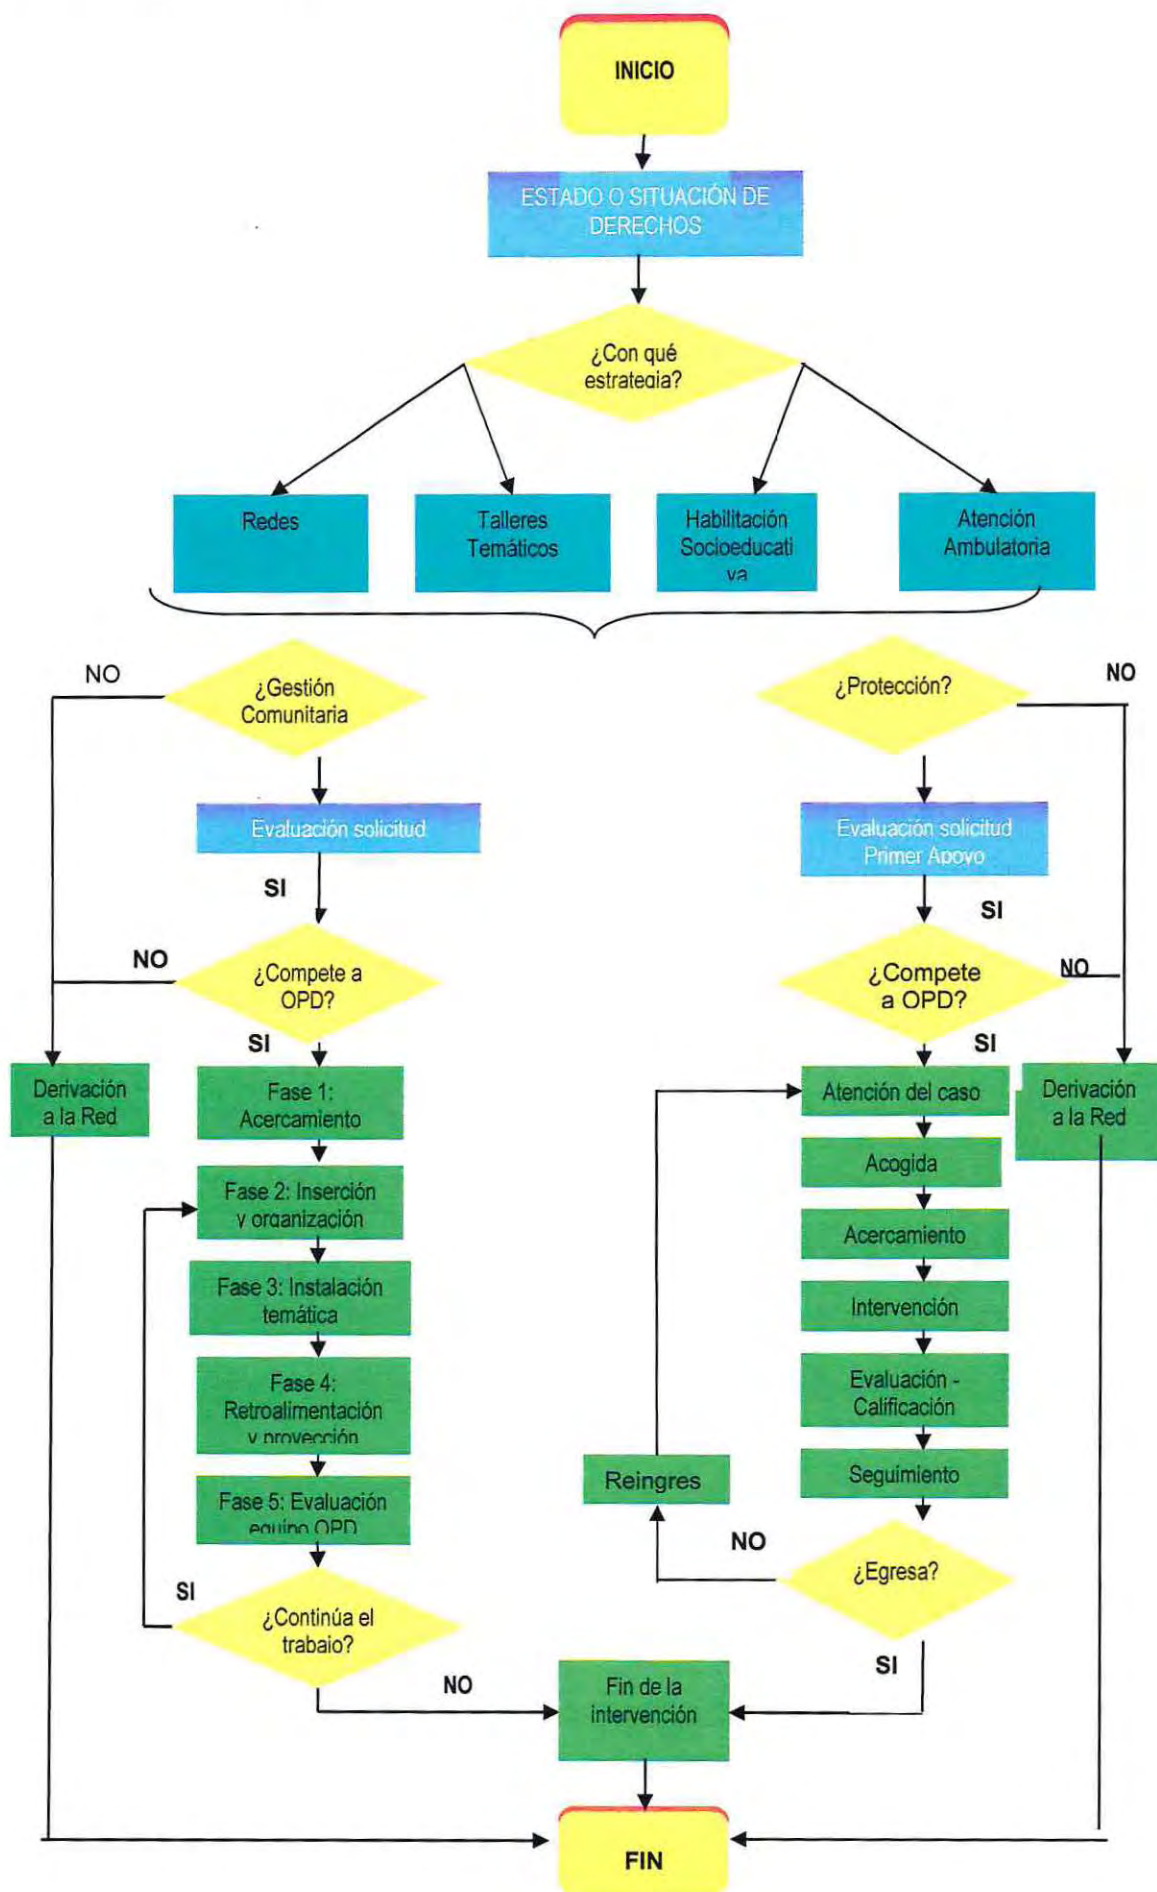 INICIO
ESTADO O SITUACIÓN DE
DERECHOS
¿Con qué
estrategia?
Redes
Talleres
Temáticos
Habilitación
Socioeducati
va
Atención
Ambulatoria
NO
¿Gestión
Comunitaria
¿Protección?
NO
Evaluación solicitud
Evaluación solicitud
Primer Apoyo
SI
SI
NO
¿Compete a
OPD?
¿Compete
a OPD?
NO
SI
SI
Derivación
a la Red
Fase 1:
Acercamiento
Atención del caso
Derivación
a la Red
Acogida
Fase 2: Inserción
y organización
Acercamiento
Fase 3: Instalación
temática
Intervención
Fase 4:
Retroalimentación
y proyección
Evaluación -
Calificación
Reingres
Seguimiento
Fase 5: Evaluación
equipo OPD
NO
¿Egresa?
SI
¿Continúa el
trabajo?
NO
Fin de la
intervención
SI
FIN